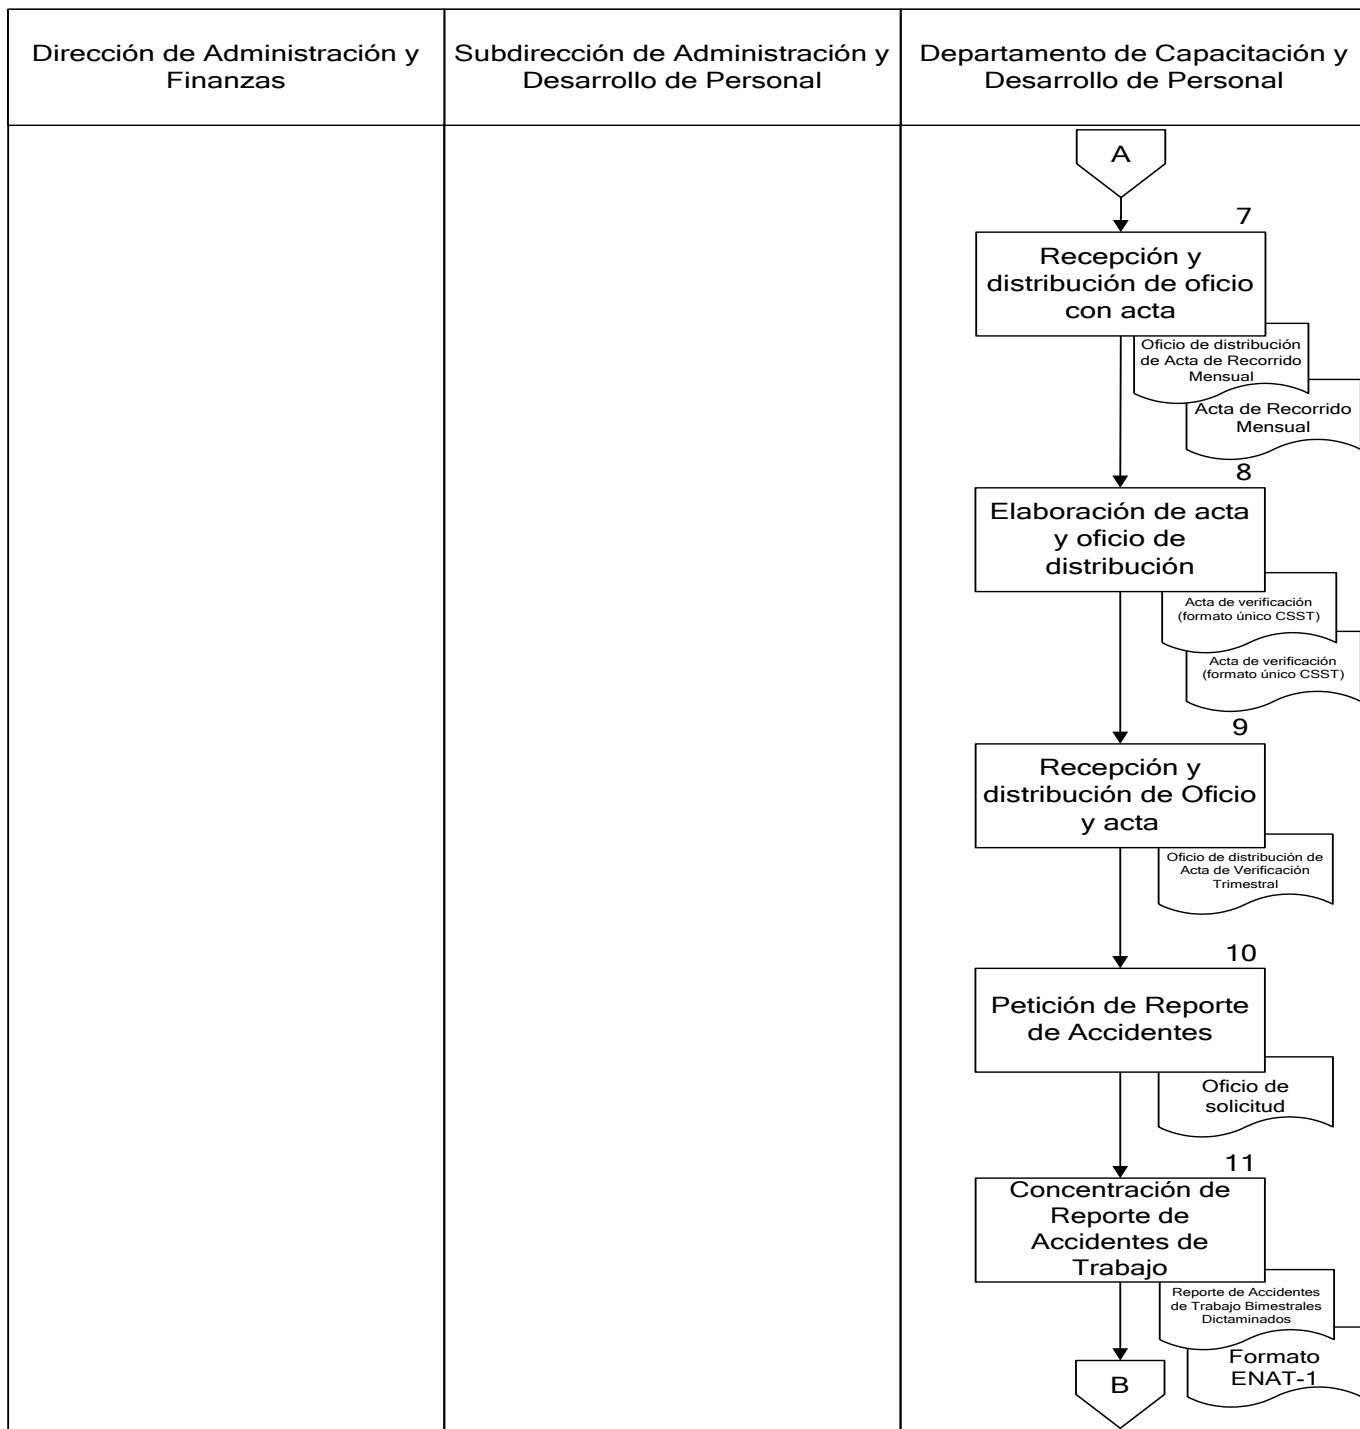 Dirección de Administración y
Finanzas
Subdirección de Administración y
Desarrollo de Personal
Departamento de Capacitación y
Desarrollo de Personal
A
7
Recepción y
distribución de oficio
con acta
Oficio de distribución
de Acta de Recorrido
Mensual
Acta de Recorrido
Mensual
8
Elaboración de acta
y oficio de
distribución
Acta de verificación
(formato único CSST)
Acta de verificación
(formato único CSST)
9
Recepción y
distribución de Oficio
y acta
Oficio de distribución de
Acta de Verificación
Trimestral
10
Petición de Reporte
de Accidentes
Oficio de
solicitud
11
Concentración de
Reporte de
Accidentes de
Trabajo
Reporte de Accidentes
de Trabajo Bimestrales
Dictaminados
Formato
ENAT-1
B